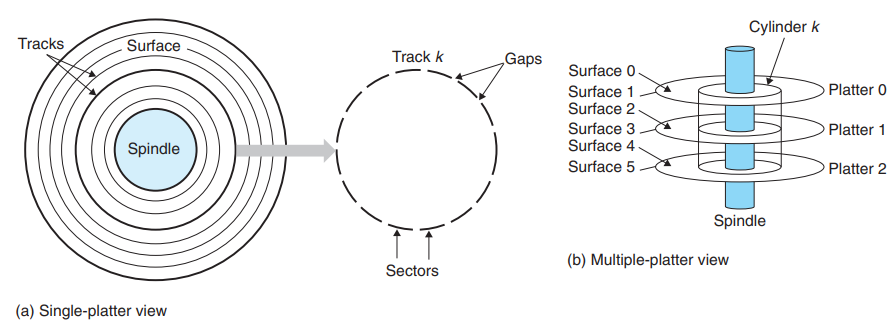 Tracks
Surface
Spindle
(a) Single-platter view
Track k
Gaps
Sectors
Cylinder k
Surface 0
Surface 1
Surface 2
Surface 3
Surface 4
Surface 5
Platter 0
Platter 1
Platter 2
Spindle
(b) Multiple-platter view